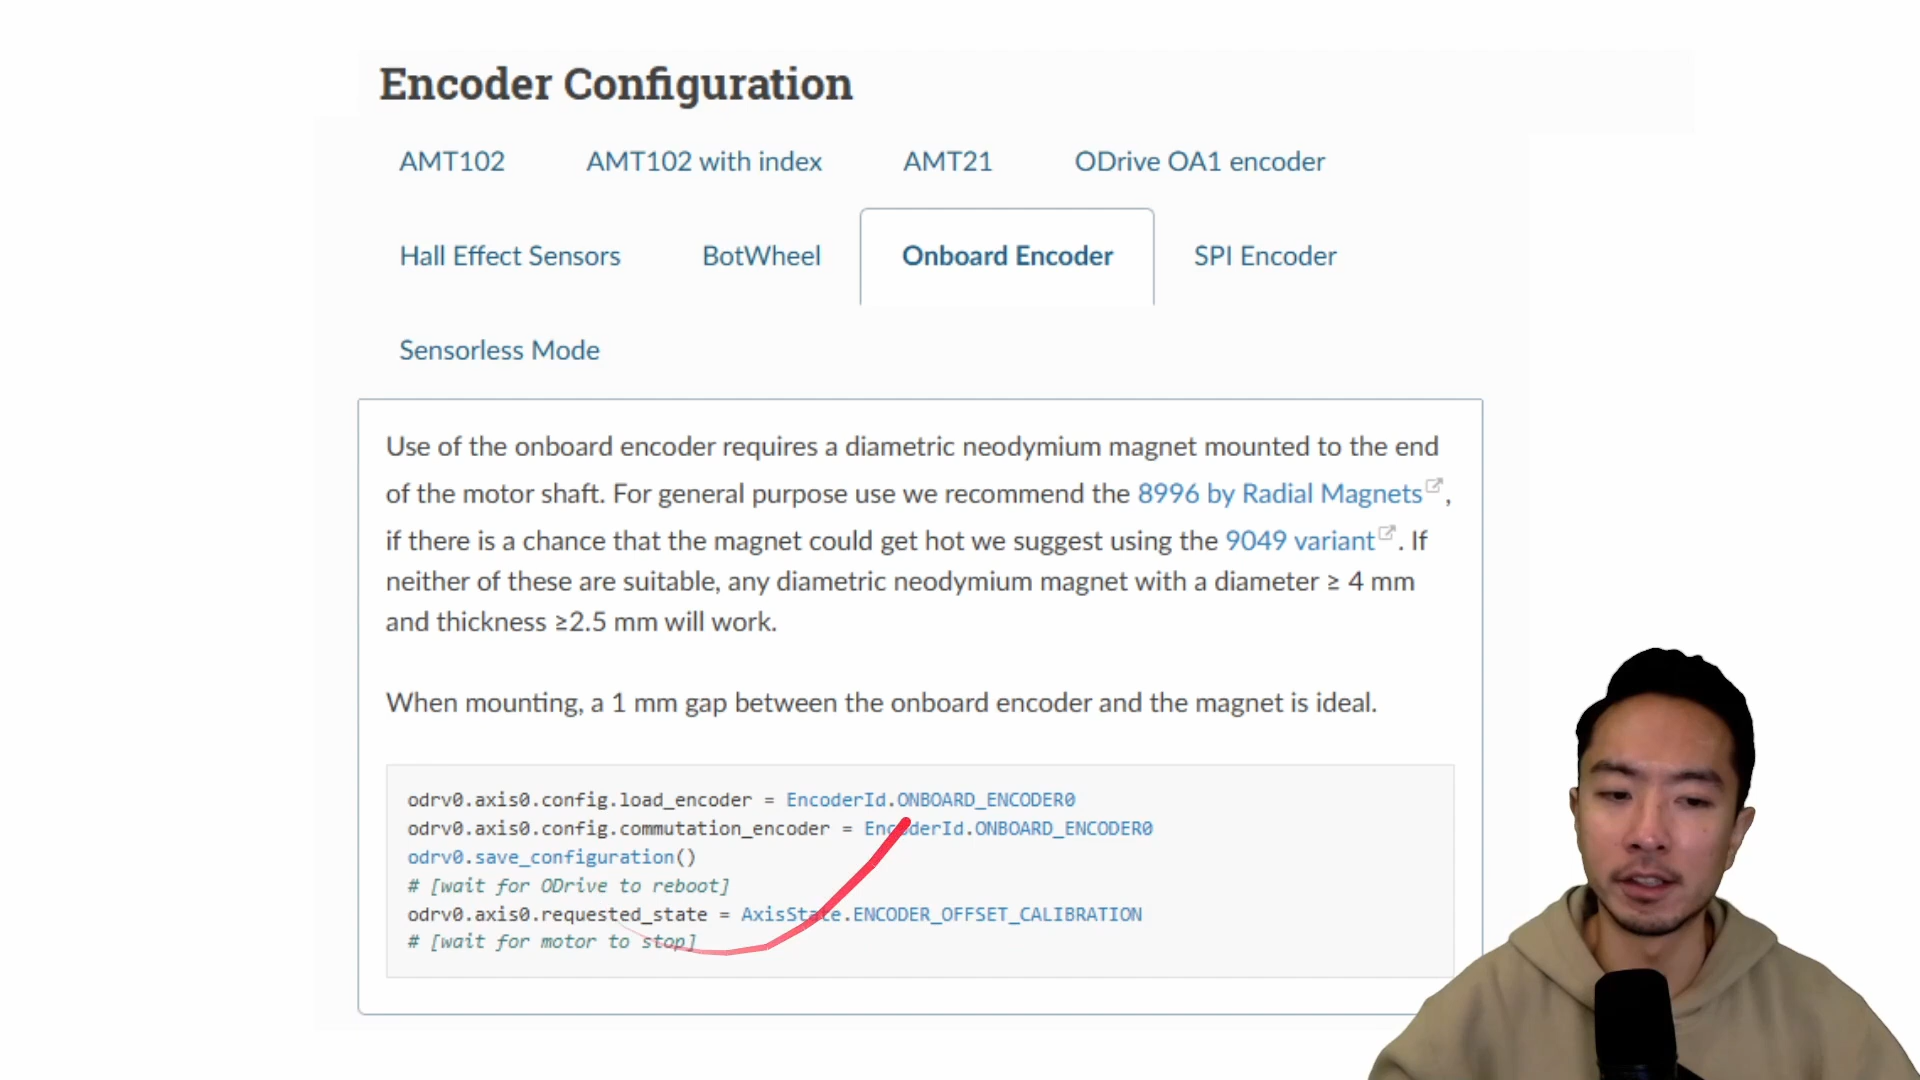 Encoder Configuration
AMT102 AMT102 with index AMT21 ODrive OA1 encoder
Hall Effect Sensors BotWheel Onboard Encoder SPI Encoder
Sensorless Mode
Use of the onboard encoder requires a diametric neodymium magnet mounted to the end
of the motor shaft. For general purpose use we recommend the 8996 by Radial Magnets,
if there is a chance that the magnet could get hot we suggest using the 9049 variant. If
neither of these are suitable, any diametric neodymium magnet with a diameter ≥ 4 mm
and thickness ≥2.5 mm will work.
When mounting, a 1 mm gap between the onboard encoder and the magnet is ideal.
odrv0.axis0.config.load_encoder = EncoderId.ONBOARD_ENCODER0
odrv0.axis0.config.commutation_encoder = EncoderId.ONBOARD_ENCODER0
odrv0.save_configuration()
# [wait for ODrive to reboot]
odrv0.axis0.requested_state = AxisState.ENCODER_OFFSET_CALIBRATION
# [wait for motor to stop]